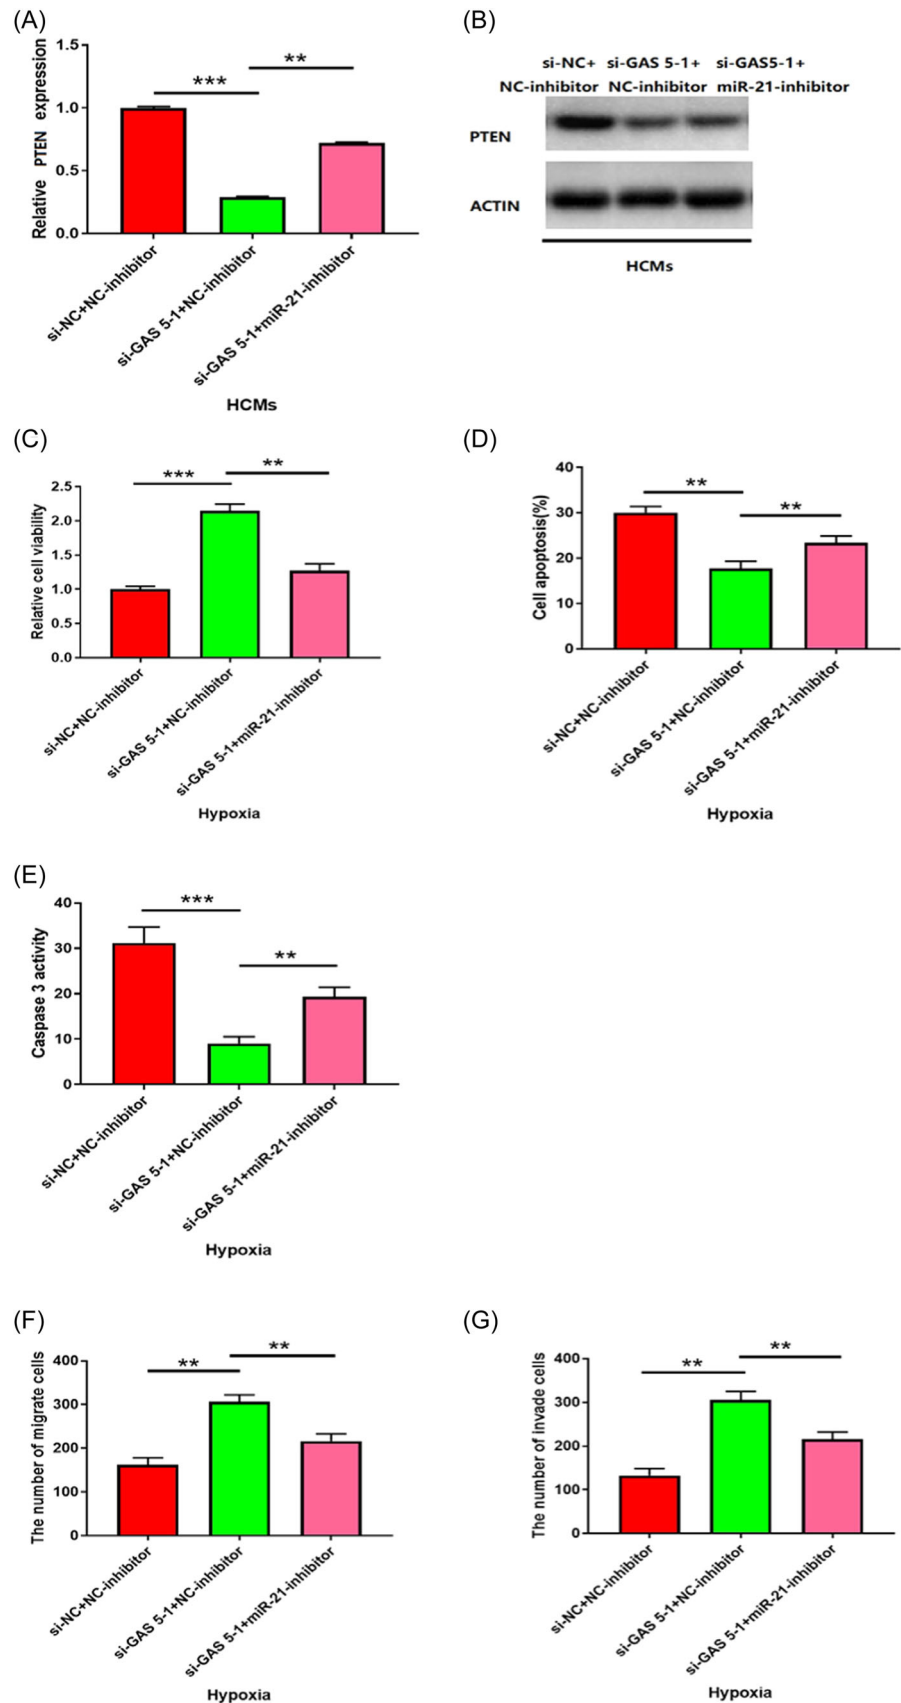 (A)
1.5
1.0
0.5
0.0
Relative PTEN expression
***
**
si-NC+NC-inhibitor
si-GAS 5-1+NC-inhibitor
si-GAS 5-1+miR-21-inhibitor
HCMs
(B)
si-NC+ si-GAS 5-1+ si-GAS5-1+
NC-inhibitor NC-inhibitor miR-21-inhibitor
PTEN
ACTIN
HCMs
(C)
2.5
2.0
1.5
1.0
0.5
0.0
Relative cell viability
***
**
si-NC+NC-inhibitor
si-GAS 5-1+NC-inhibitor
si-GAS 5-1+miR-21-inhibitor
Hypoxia
(D)
40
30
20
10
0
Cell apoptosis(%)
**
**
si-NC+NC-inhibitor
si-GAS 5-1+NC-inhibitor
si-GAS 5-1+miR-21-inhibitor
Hypoxia
(E)
40
30
20
10
0
Caspase 3 activity
***
**
si-NC+NC-inhibitor
si-GAS 5-1+NC-inhibitor
si-GAS 5-1+miR-21-inhibitor
Hypoxia
(F)
400
300
200
100
0
The number of migrate cells
**
**
si-NC+NC-inhibitor
si-GAS 5-1+NC-inhibitor
si-GAS 5-1+miR-21-inhibitor
Hypoxia
(G)
400
300
200
100
0
The number of invade cells
**
**
si-NC+NC-inhibitor
si-GAS 5-1+NC-inhibitor
si-GAS 5-1+miR-21-inhibitor
Hypoxia